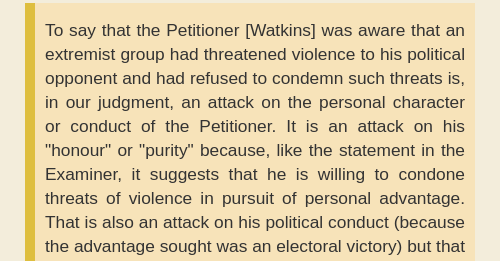 To say that the Petitioner [Watkins] was aware that an
extremist group had threatened violence to his political
opponent and had refused to condemn such threats is,
in our judgment, an attack on the personal character
or conduct of the Petitioner. It is an attack on his
"honour" or "purity" because, like the statement in the
Examiner, it suggests that he is willing to condone
threats of violence in pursuit of personal advantage.
That is also an attack on his political conduct (because
the advantage sought was an electoral victory) but that